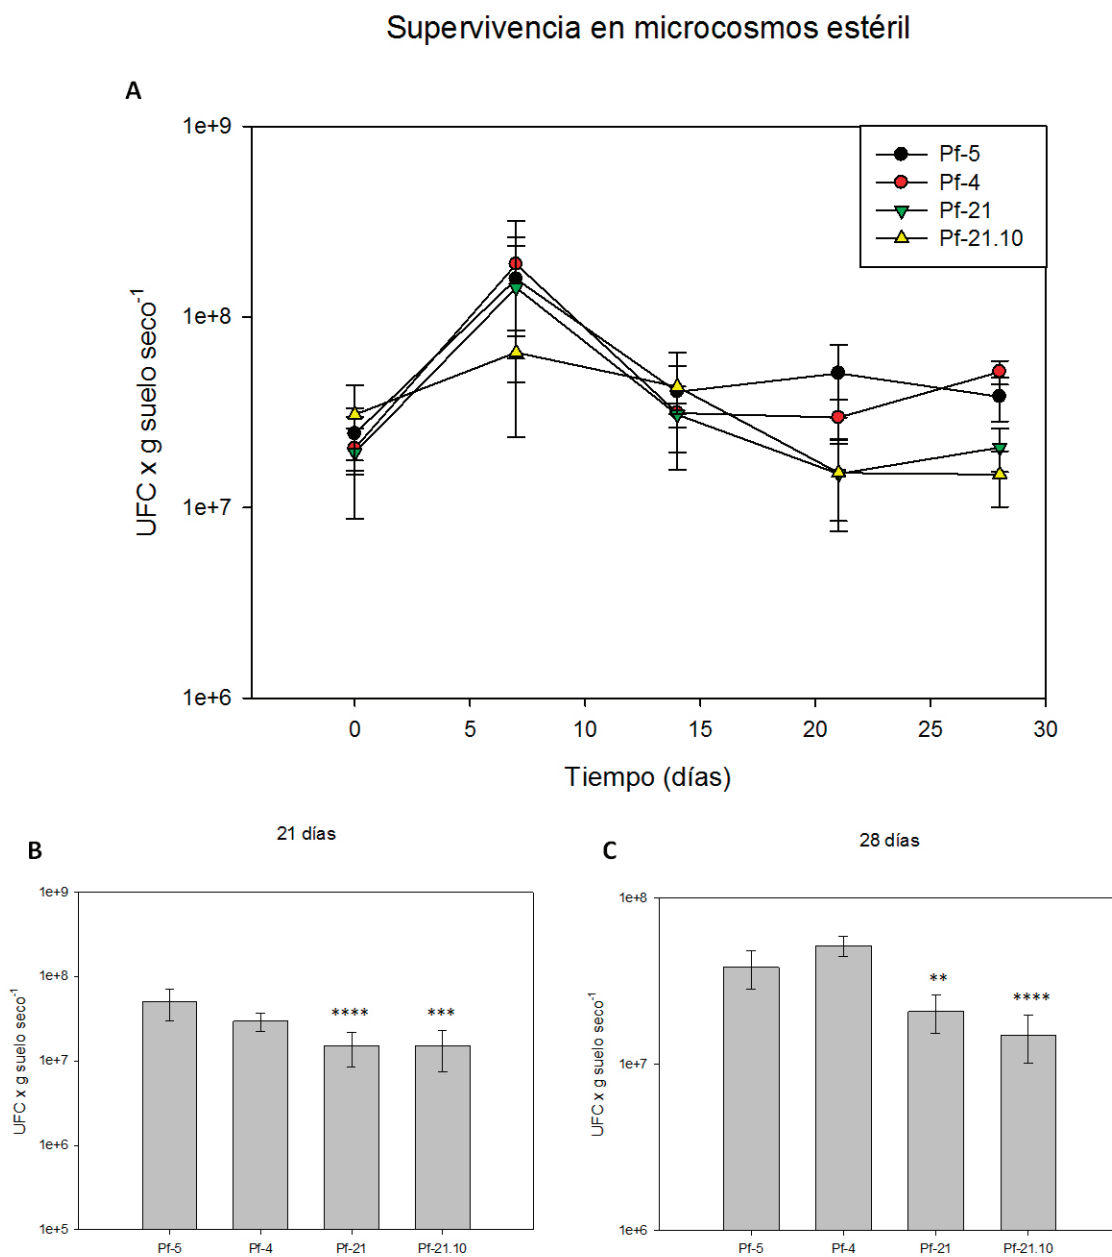 Supervivencia en microcosmos estéril
A
1e+9
1e+8
1e+7
1e+6
UFC x g suelo seco⁻¹
Pf-5
Pf-4
Pf-21
Pf-21.10
0 5 10 15 20 25 30
Tiempo (días)
B
21 días
1e+9
1e+8
1e+7
1e+6
1e+5
UFC x g suelo seco⁻¹
**** ***
Pf-5 Pf-4 Pf-21 Pf-21.10
C
28 días
1e+8
1e+7
1e+6
UFC x g suelo seco⁻¹
**
****
Pf-5 Pf-4 Pf-21 Pf-21.10